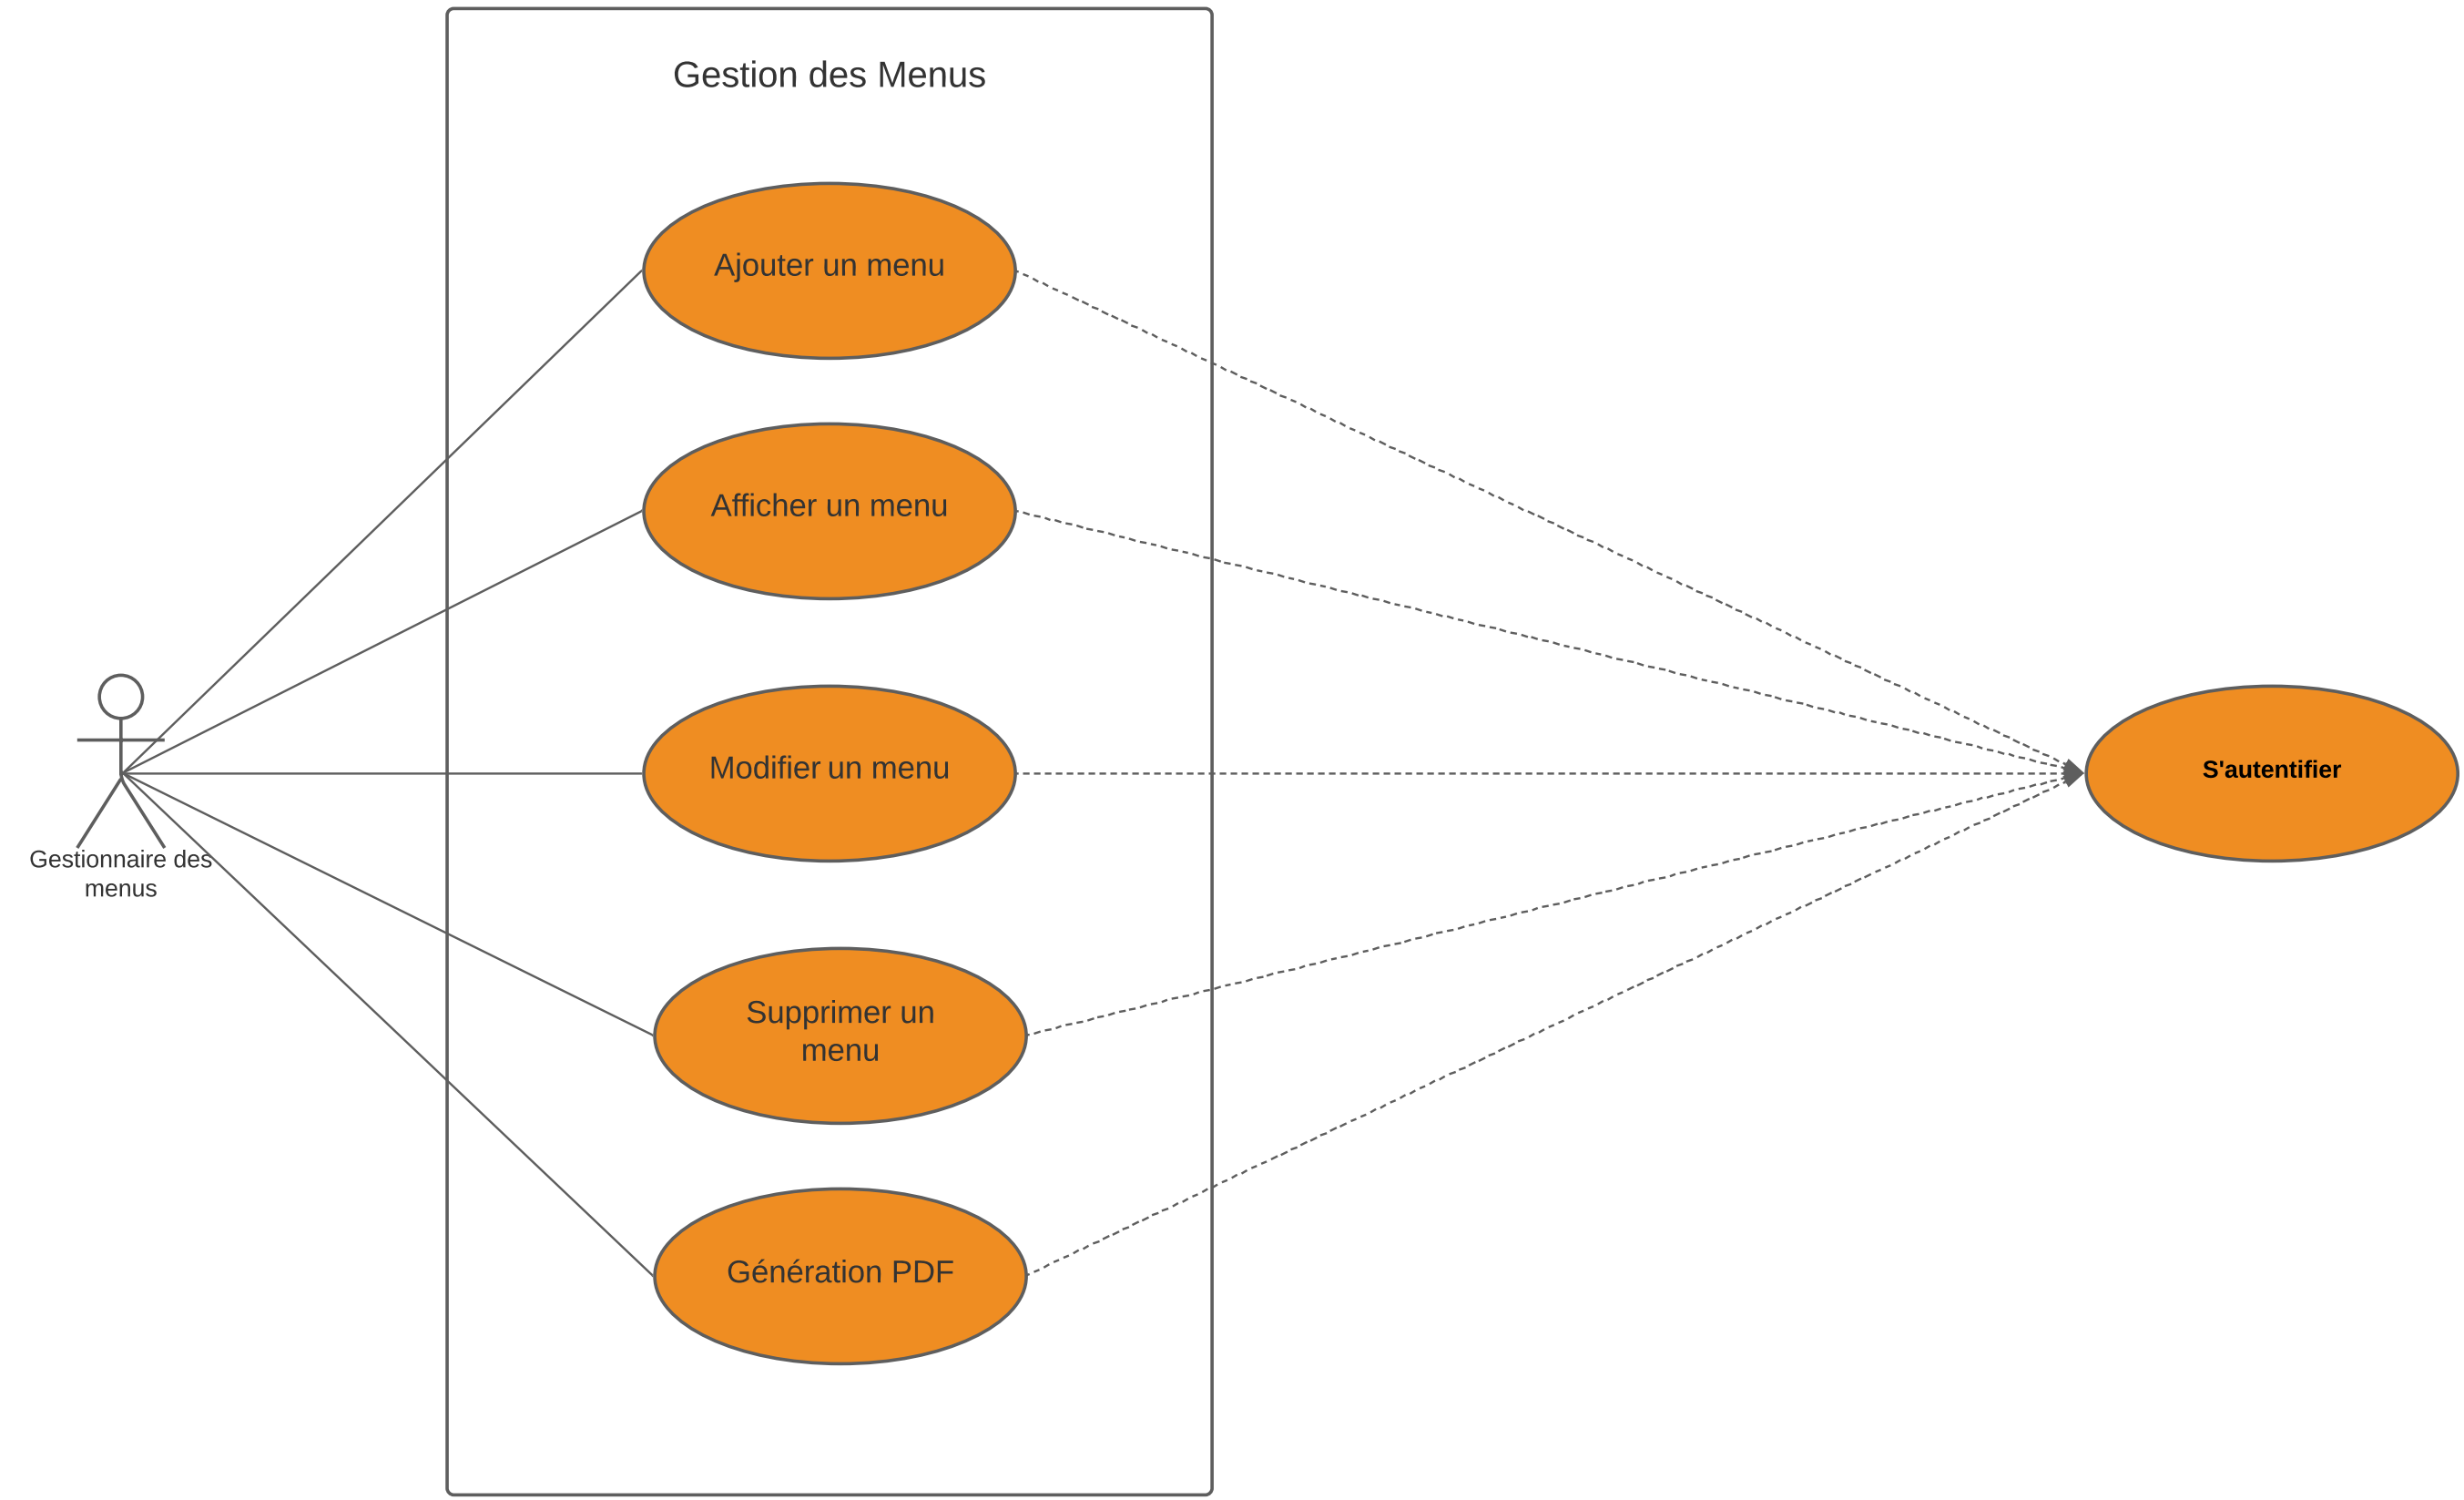 Gestion des Menus
Ajouter un menu
Afficher un menu
Modifier un menu
S'autentifier
Gestionnaire des
menus
Supprimer un
menu
Génération PDF